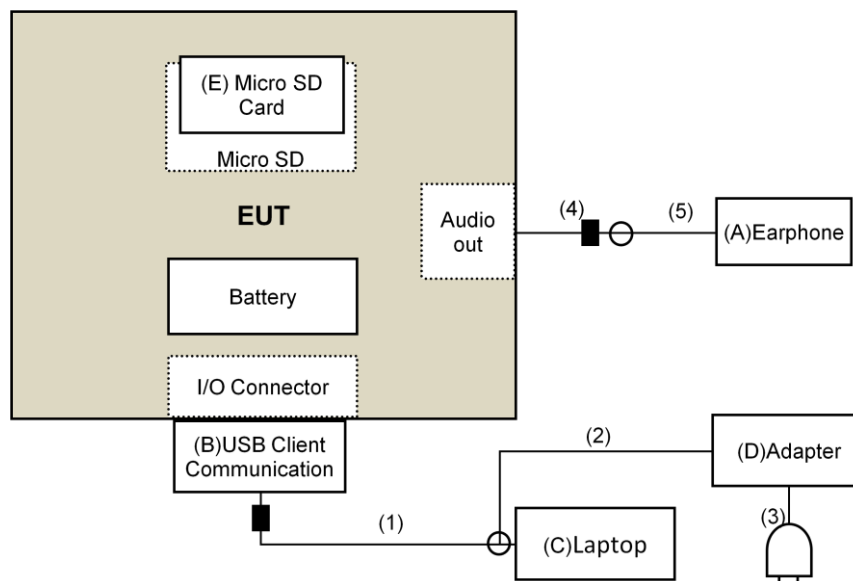 (E) Micro SD
Card
Micro SD
EUT
Audio
out
(4)
(5)
(A)Earphone
Battery
I/O Connector
(B)USB Client
Communication
(1)
(2)
(C)Laptop
(D)Adapter
(3)